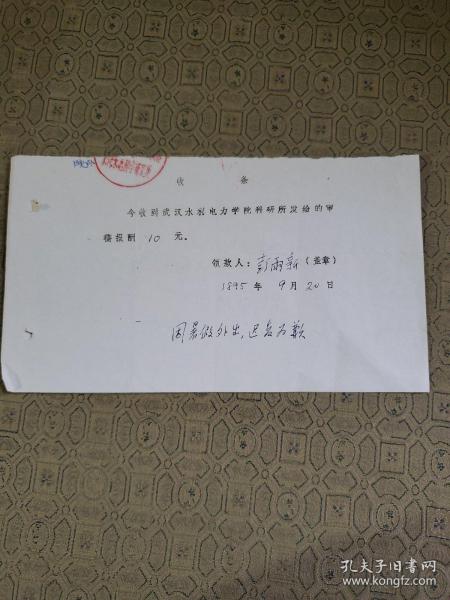 收 条
今收到武汉水利电力学院科研所发给的审
稿报酬 10 元。
领款人：彭雨新（盖章）
1895 年 9 月 20 日
因暑假外出，迟复为歉
孔夫子旧书网
www.kongfz.com